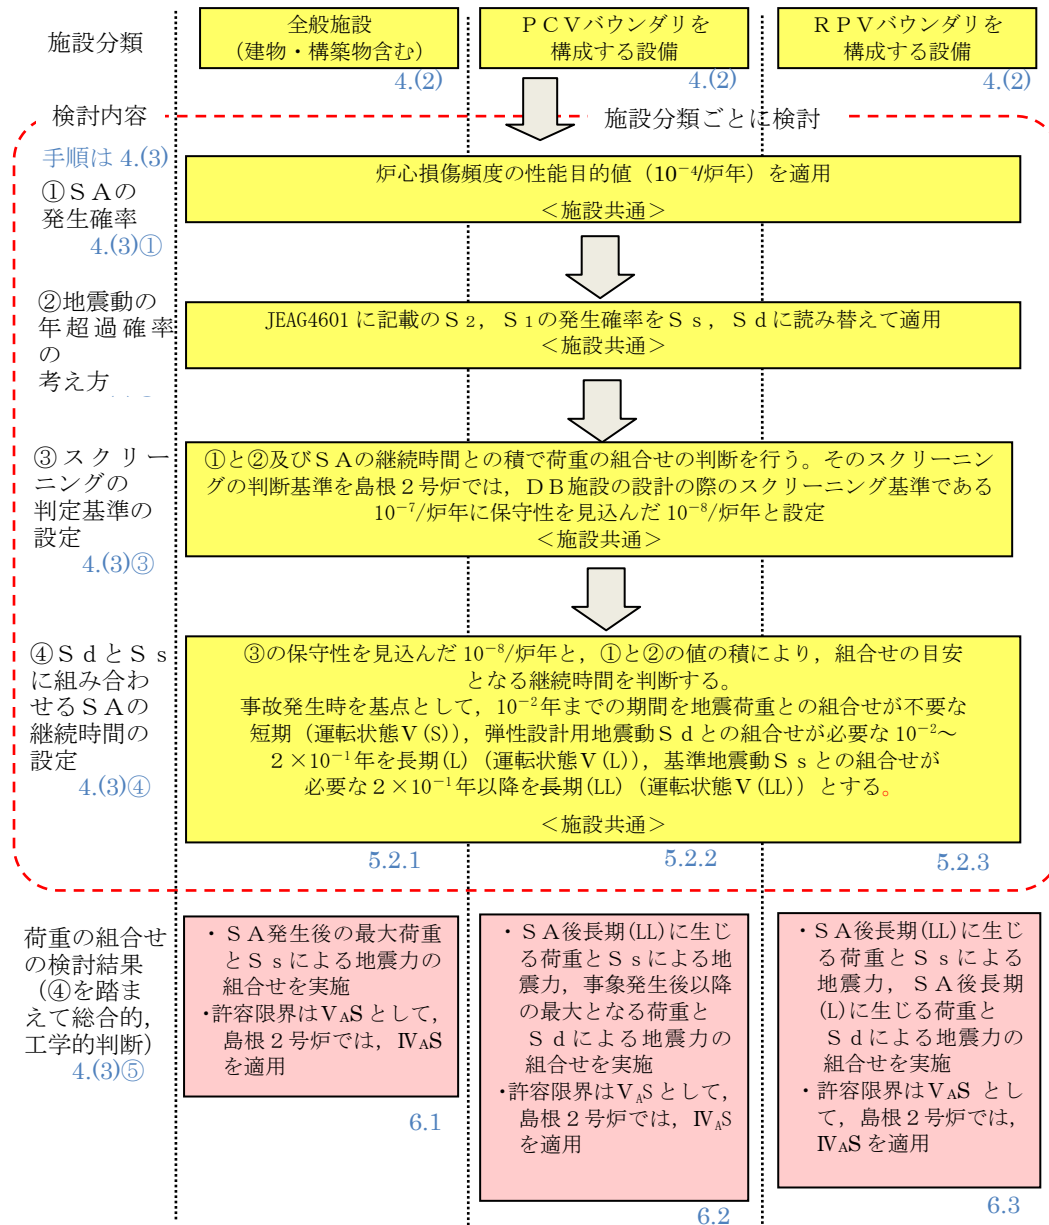 施設分類
全般施設
（建物・構築物含む）
4.(2)
ＰＣＶバウンダリを
構成する設備
4.(2)
ＲＰＶバウンダリを
構成する設備
4.(2)
検討内容
施設分類ごとに検討
手順は 4.(3)
①ＳＡの
発生確率
4.(3)①
炉心損傷頻度の性能目的値（10⁻⁴/炉年）を適用
＜施設共通＞
②地震動の
年超過確率
の
考え方
JEAG4601 に記載のＳ₂，Ｓ₁の発生確率をＳｓ，Ｓｄに読み替えて適用
＜施設共通＞
③スクリー
ニングの
判定基準の
設定
4.(3)③
①と②及びＳＡの継続時間との積で荷重の組合せの判断を行う。そのスクリーニン
グの判断基準を島根２号炉では，ＤＢ施設の設計の際のスクリーニング基準である
10⁻⁷/炉年に保守性を見込んだ 10⁻⁸/炉年と設定
＜施設共通＞
④ＳｄとＳｓ
に組み合わ
せるＳＡの
継続時間の
設定
4.(3)④
③の保守性を見込んだ 10⁻⁸/炉年と，①と②の値の積により，組合せの目安
となる継続時間を判断する。
事故発生時を基点として，10⁻²年までの期間を地震荷重との組合せが不要な
短期（運転状態Ⅴ(S)），弾性設計用地震動Ｓｄとの組合せが必要な 10⁻²～
２×10⁻¹年を長期(L)（運転状態Ⅴ(L)），基準地震動Ｓｓとの組合せが
必要な２×10⁻¹年以降を長期(LL)（運転状態Ⅴ(LL)）とする。
＜施設共通＞
5.2.1
5.2.2
5.2.3
荷重の組合せ
の検討結果
（④を踏ま
えて総合的，
工学的判断）
4.(3)⑤
・ＳＡ発生後の最大荷重
とＳｓによる地震力の
組合せを実施
・許容限界はⅤAＳとして，
島根２号炉では，ⅣAＳ
を適用
6.1
・ＳＡ後長期(LL)に生じ
る荷重とＳｓによる地
震力，事象発生後以降
の最大となる荷重と
Ｓｄによる地震力の
組合せを実施
・許容限界はⅤAＳとして，
島根２号炉では，ⅣAＳ
を適用
6.2
・ＳＡ後長期(LL)に生じ
る荷重とＳｓによる
地震力，ＳＡ後長期
(L)に生じる荷重と
Ｓｄによる地震力の
組合せを実施
・許容限界はⅤAＳ とし
て，島根２号炉では，
ⅣAＳ を適用
6.3